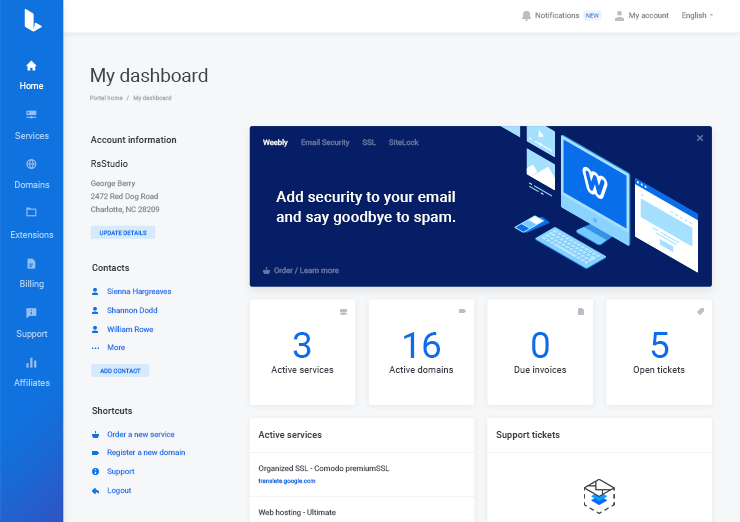 Notifications NEW My account English
Home
Services
Domains
Extensions
Billing
Support
Affiliates
My dashboard
Portal home / My dashboard
Account information
RsStudio
George Berry
2472 Red Dog Road
Charlotte, NC 28209
UPDATE DETAILS
Contacts
Sienna Hargreaves
Shannon Dodd
William Rowe
More
ADD CONTACT
Shortcuts
Order a new service
Register a new domain
Support
Logout
Weebly Email Security SSL SiteLock
Add security to your email
and say goodbye to spam.
Order / Learn more
W
3
Active services
16
Active domains
0
Due invoices
5
Open tickets
Active services
Organized SSL - Comodo premiumSSL
translate.google.com
Web hosting - Ultimate
Support tickets